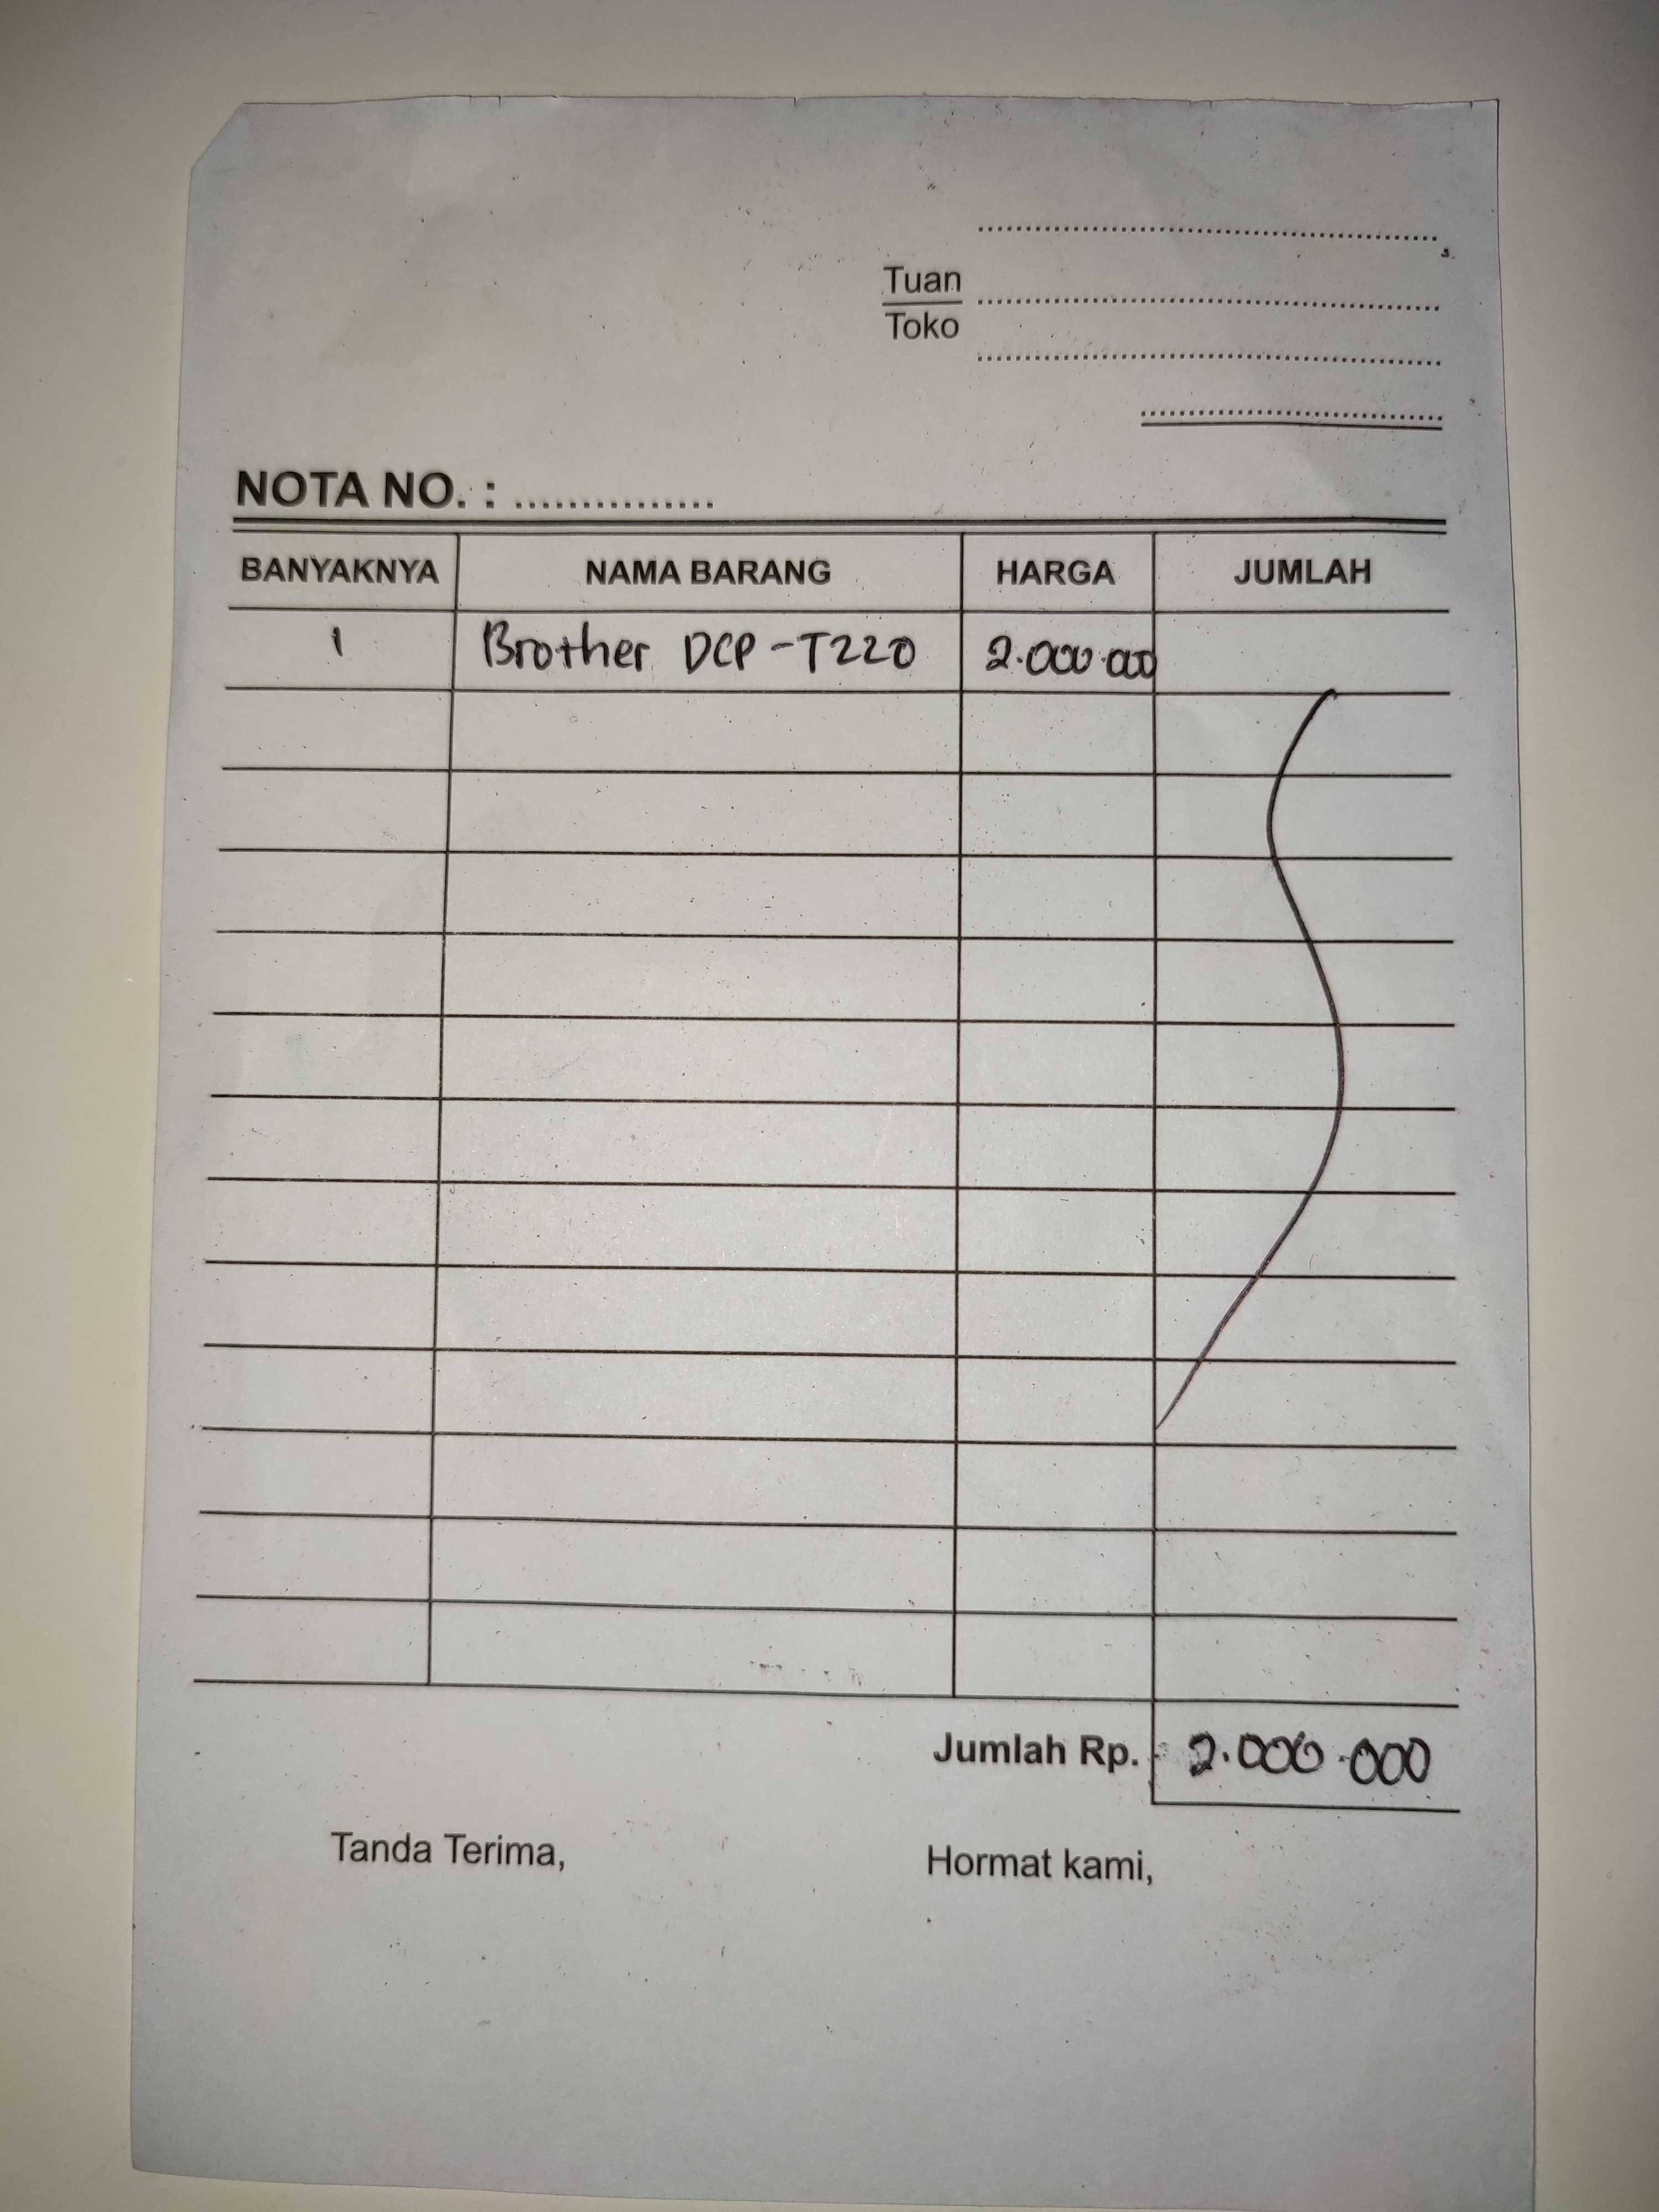 Tuan
Toko
NOTA NO. : ...............
BANYAKNYA NAMA BARANG HARGA JUMLAH
1 Brother DCP-T220 2.000.000
Jumlah Rp. 2.000.000
Tanda Terima, Hormat kami,